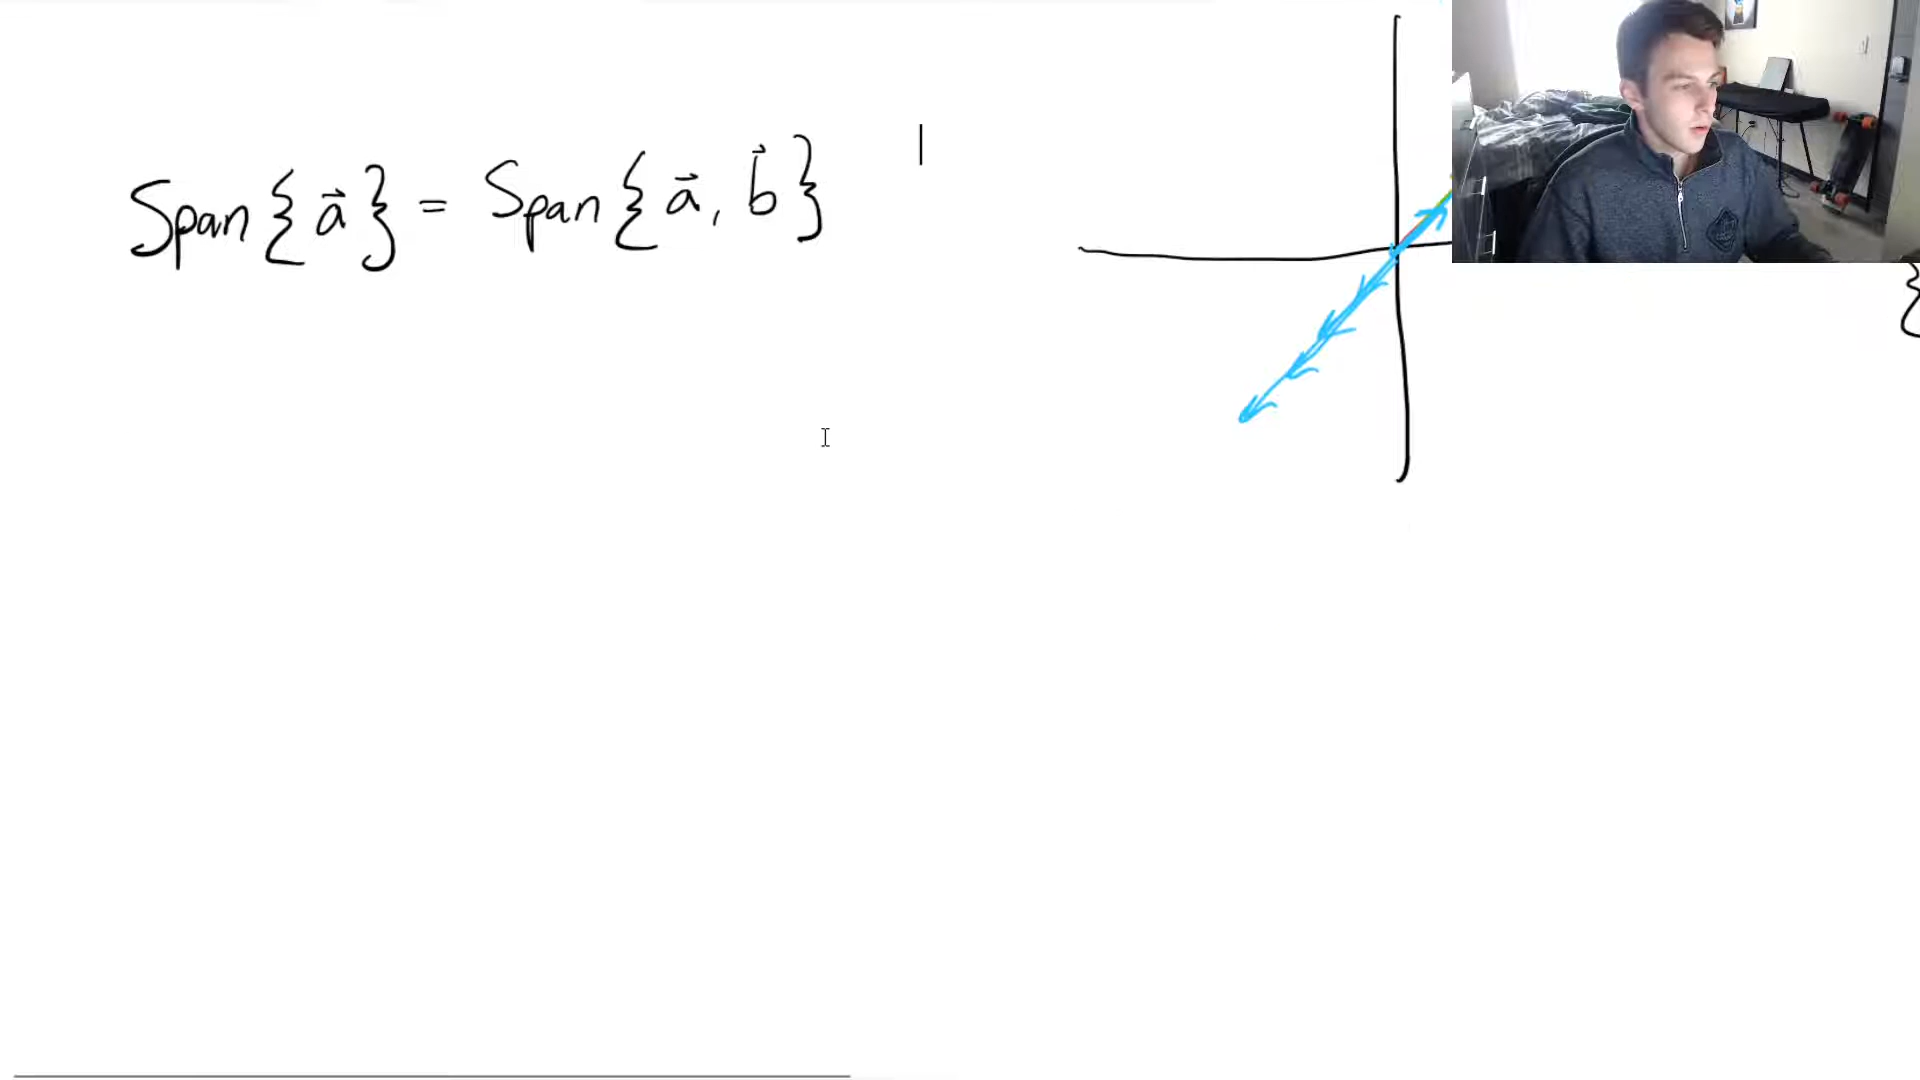 Span{a⃗} = Span{a⃗, b⃗}